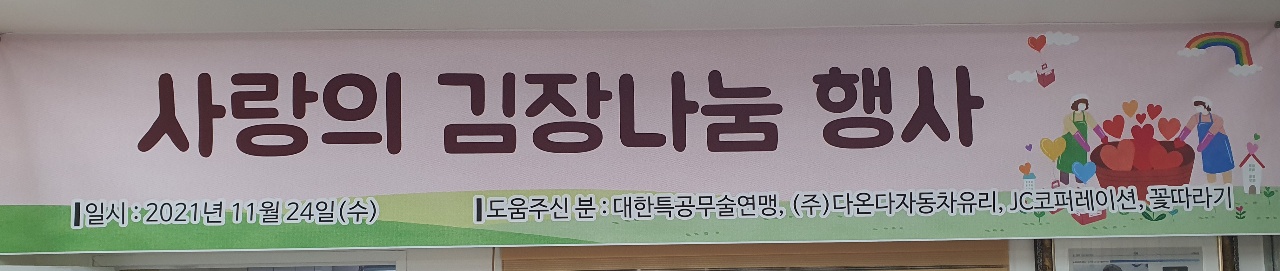 사랑의 김장나눔 행사
일시 : 2021년 11월 24일(수)
도움주신 분 : 대한특공무술연맹, (주)다온다자동차유리, JC코퍼레이션, 꽃따라기